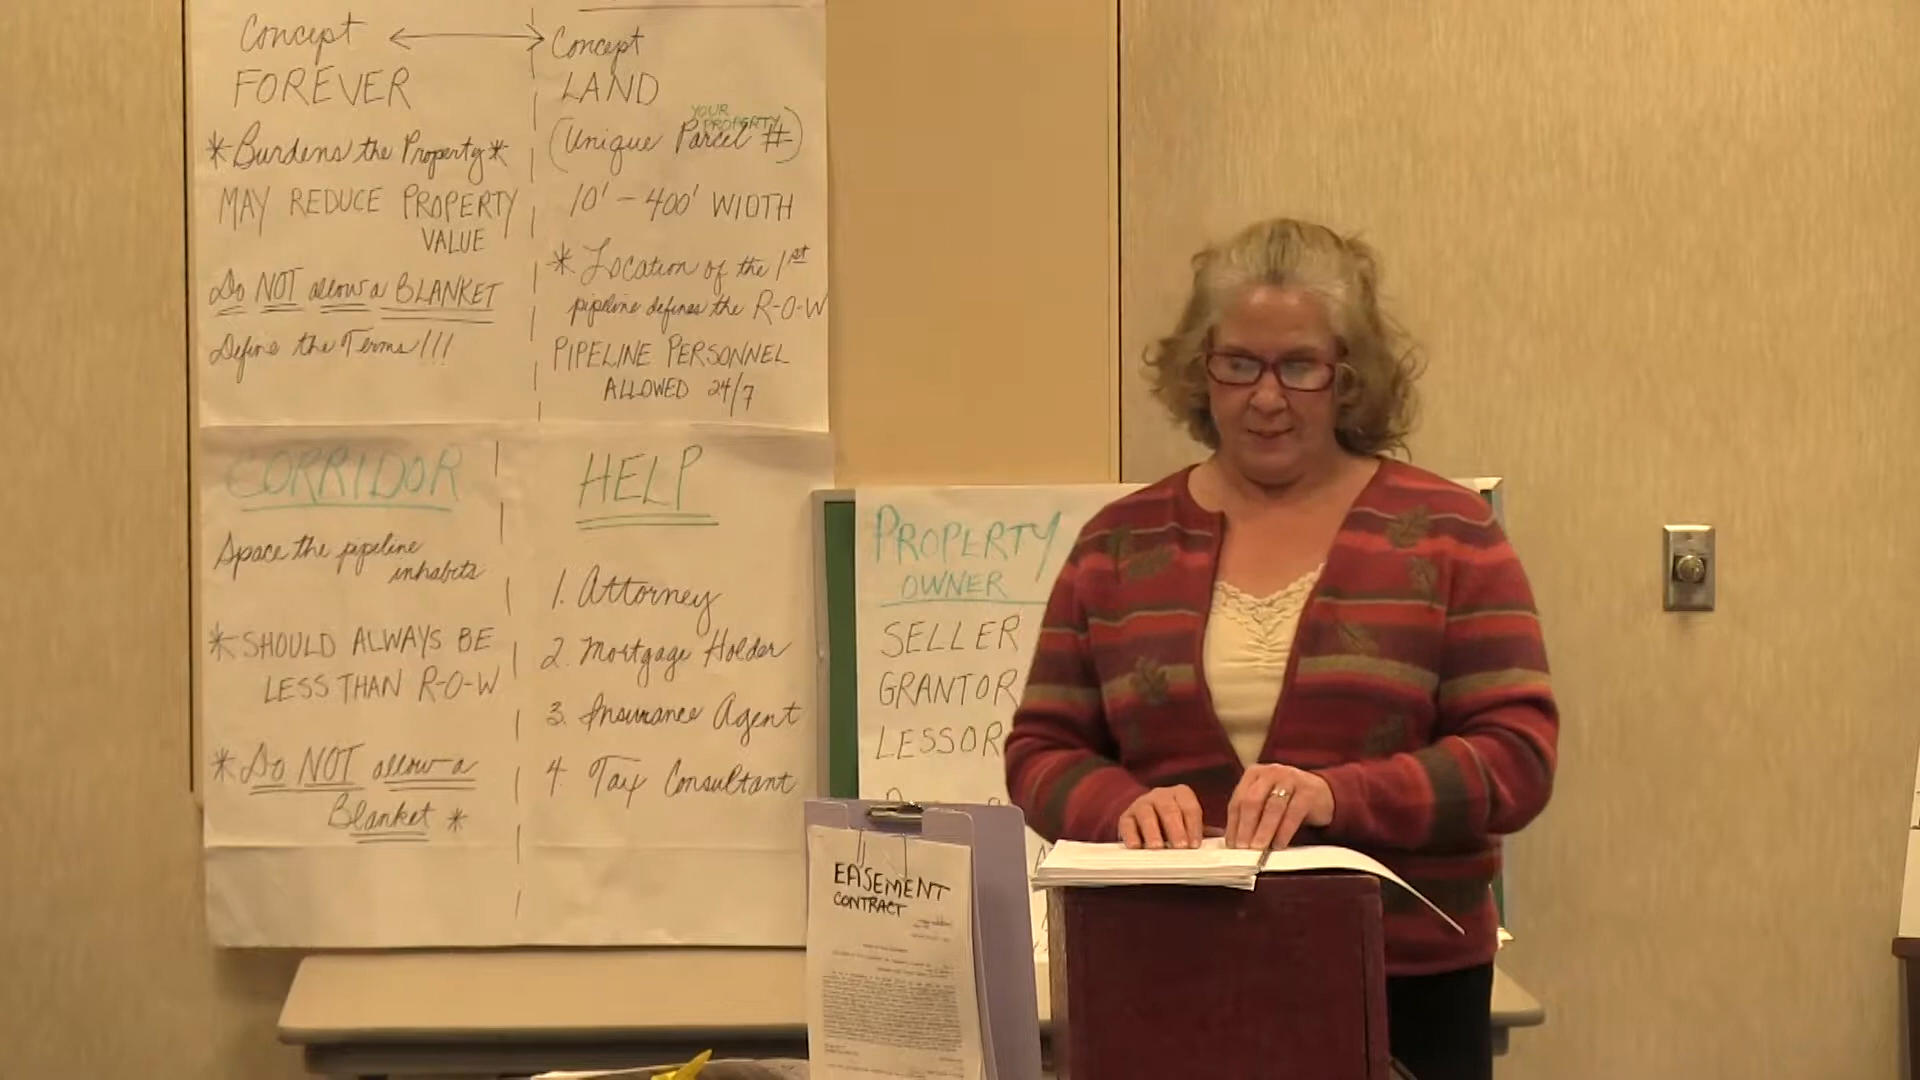 Concept
FOREVER
*Burdens the Property*
MAY REDUCE PROPERTY
VALUE
Do NOT allow a BLANKET
Define the Terms!!!
Concept
LAND
YOUR
PROPERTY
(Unique Parcel #)
10' - 400' WIDTH
* Location of the 1st
pipeline defines the R-O-W
PIPELINE PERSONNEL
ALLOWED 24/7
CORRIDOR
Space the pipeline
inhabits
* SHOULD ALWAYS BE
LESS THAN R-O-W
* Do NOT allow a
Blanket *
HELP
1. Attorney
2. Mortgage Holder
3. Insurance Agent
4. Tax Consultant
PROPERTY
OWNER
SELLER
GRANTOR
LESSOR
EASEMENT
CONTRACT